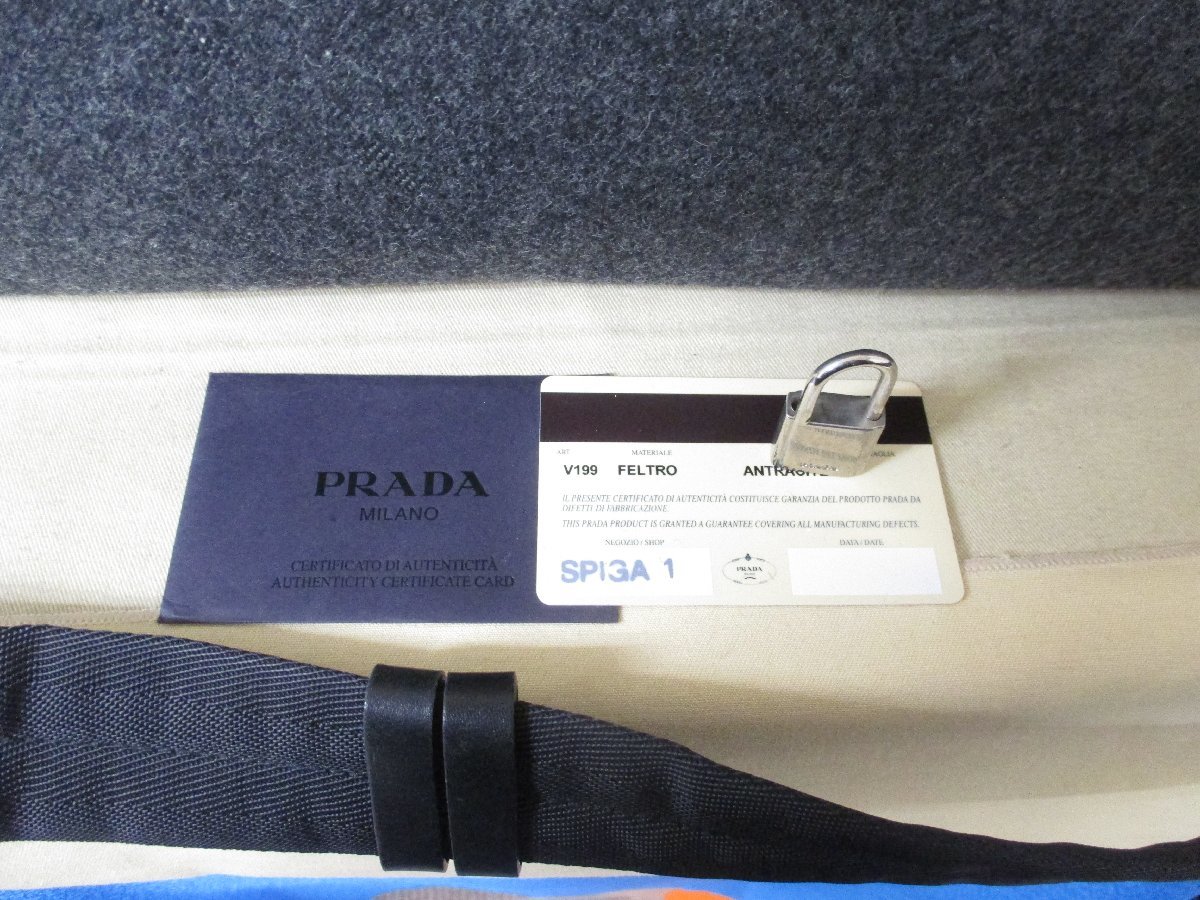 PRADA
MILANO
CERTIFICATO DI AUTENTICITÀ
AUTHENTICITY CERTIFICATE CARD
ART MATERIALE
V199 FELTRO
IL PRESENTE CERTIFICATO DI AUTENTICITÀ COSTITUISCE GARANZIA DEL PRODOTTO PRADA DA
DIFETTI DI FABBRICAZIONE.
THIS PRADA PRODUCT IS GRANTED A GUARANTEE COVERING ALL MANUFACTURING DEFECTS.
NEGOZIO / SHOP DATA / DATE
SPIGA 1
PRADA